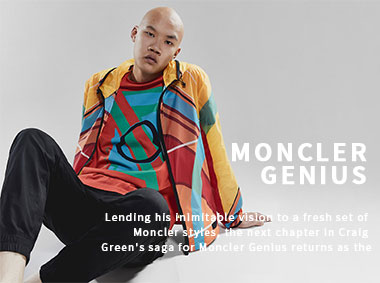 MONCLER
GENIUS
Lending his inimitable vision to a fresh set of
Moncler styles, the next chapter in Craig
Green's saga for Moncler Genius returns as the